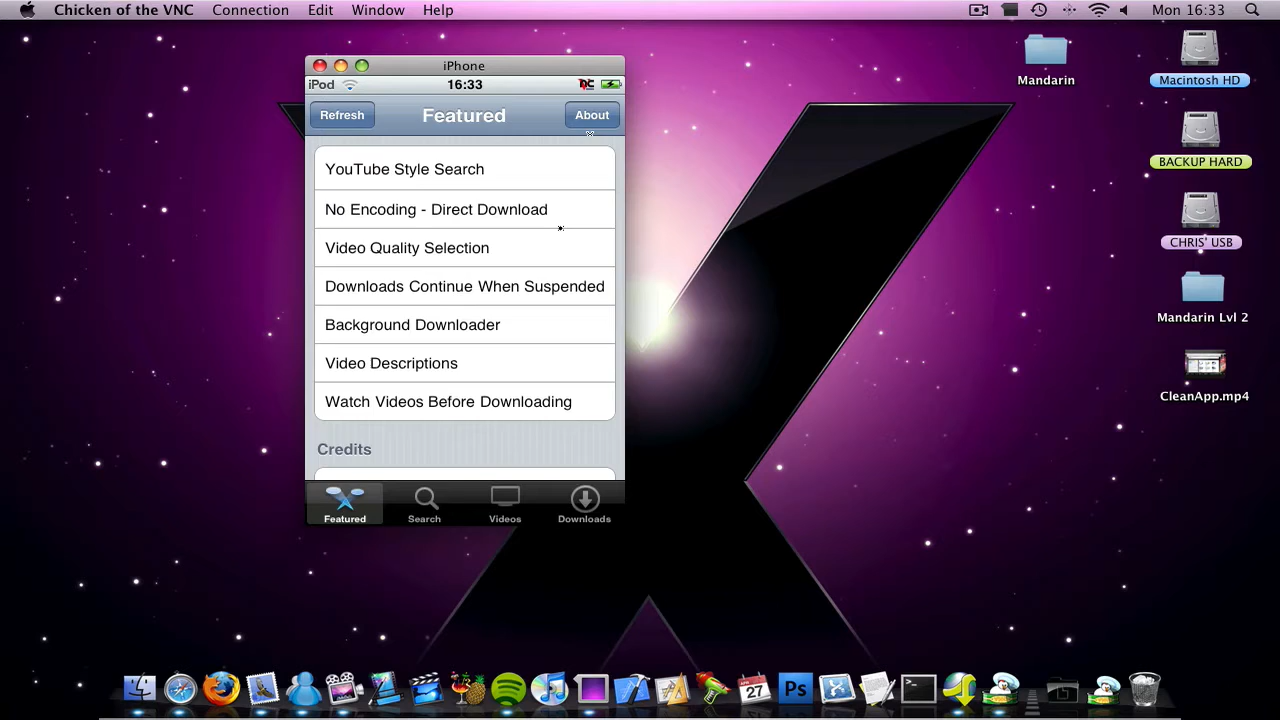 Chicken of the VNC Connection Edit Window Help Mon 16:33
iPhone
iPod 16:33
Refresh Featured About
YouTube Style Search
No Encoding - Direct Download
Video Quality Selection
Downloads Continue When Suspended
Background Downloader
Video Descriptions
Watch Videos Before Downloading
Credits
Featured Search Videos Downloads
Mandarin
Macintosh HD
BACKUP HARD
CHRIS' USB
Mandarin Lvl 2
CleanApp.mp4
APR
27
Ps